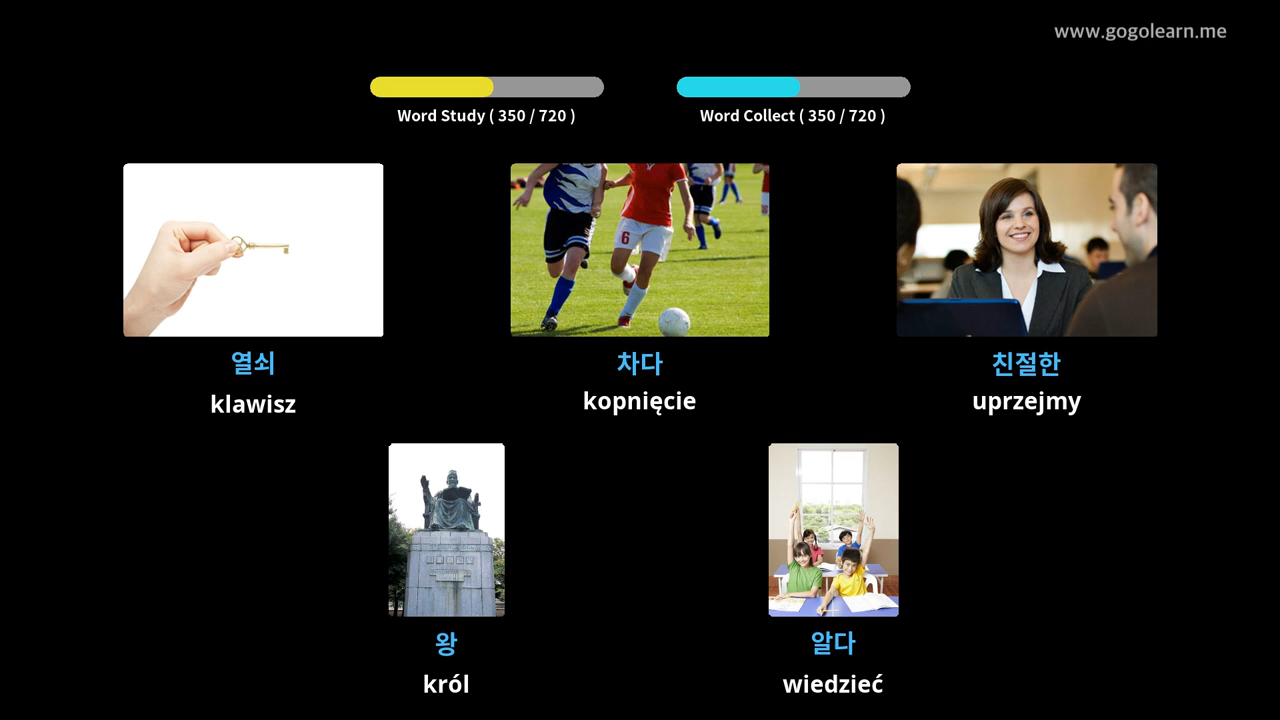 www.gogolearn.me
Word Study ( 350 / 720 )
Word Collect ( 350 / 720 )
열쇠
klawisz
차다
kopnięcie
친절한
uprzejmy
왕
król
알다
wiedzieć